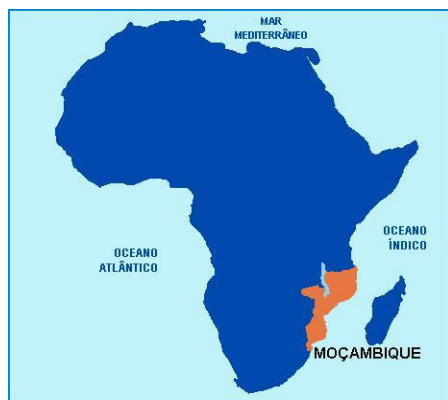 MAR
MEDITERRÂNEO
OCEANO
ÍNDICO
OCEANO
ATLÂNTICO
MOÇAMBIQUE